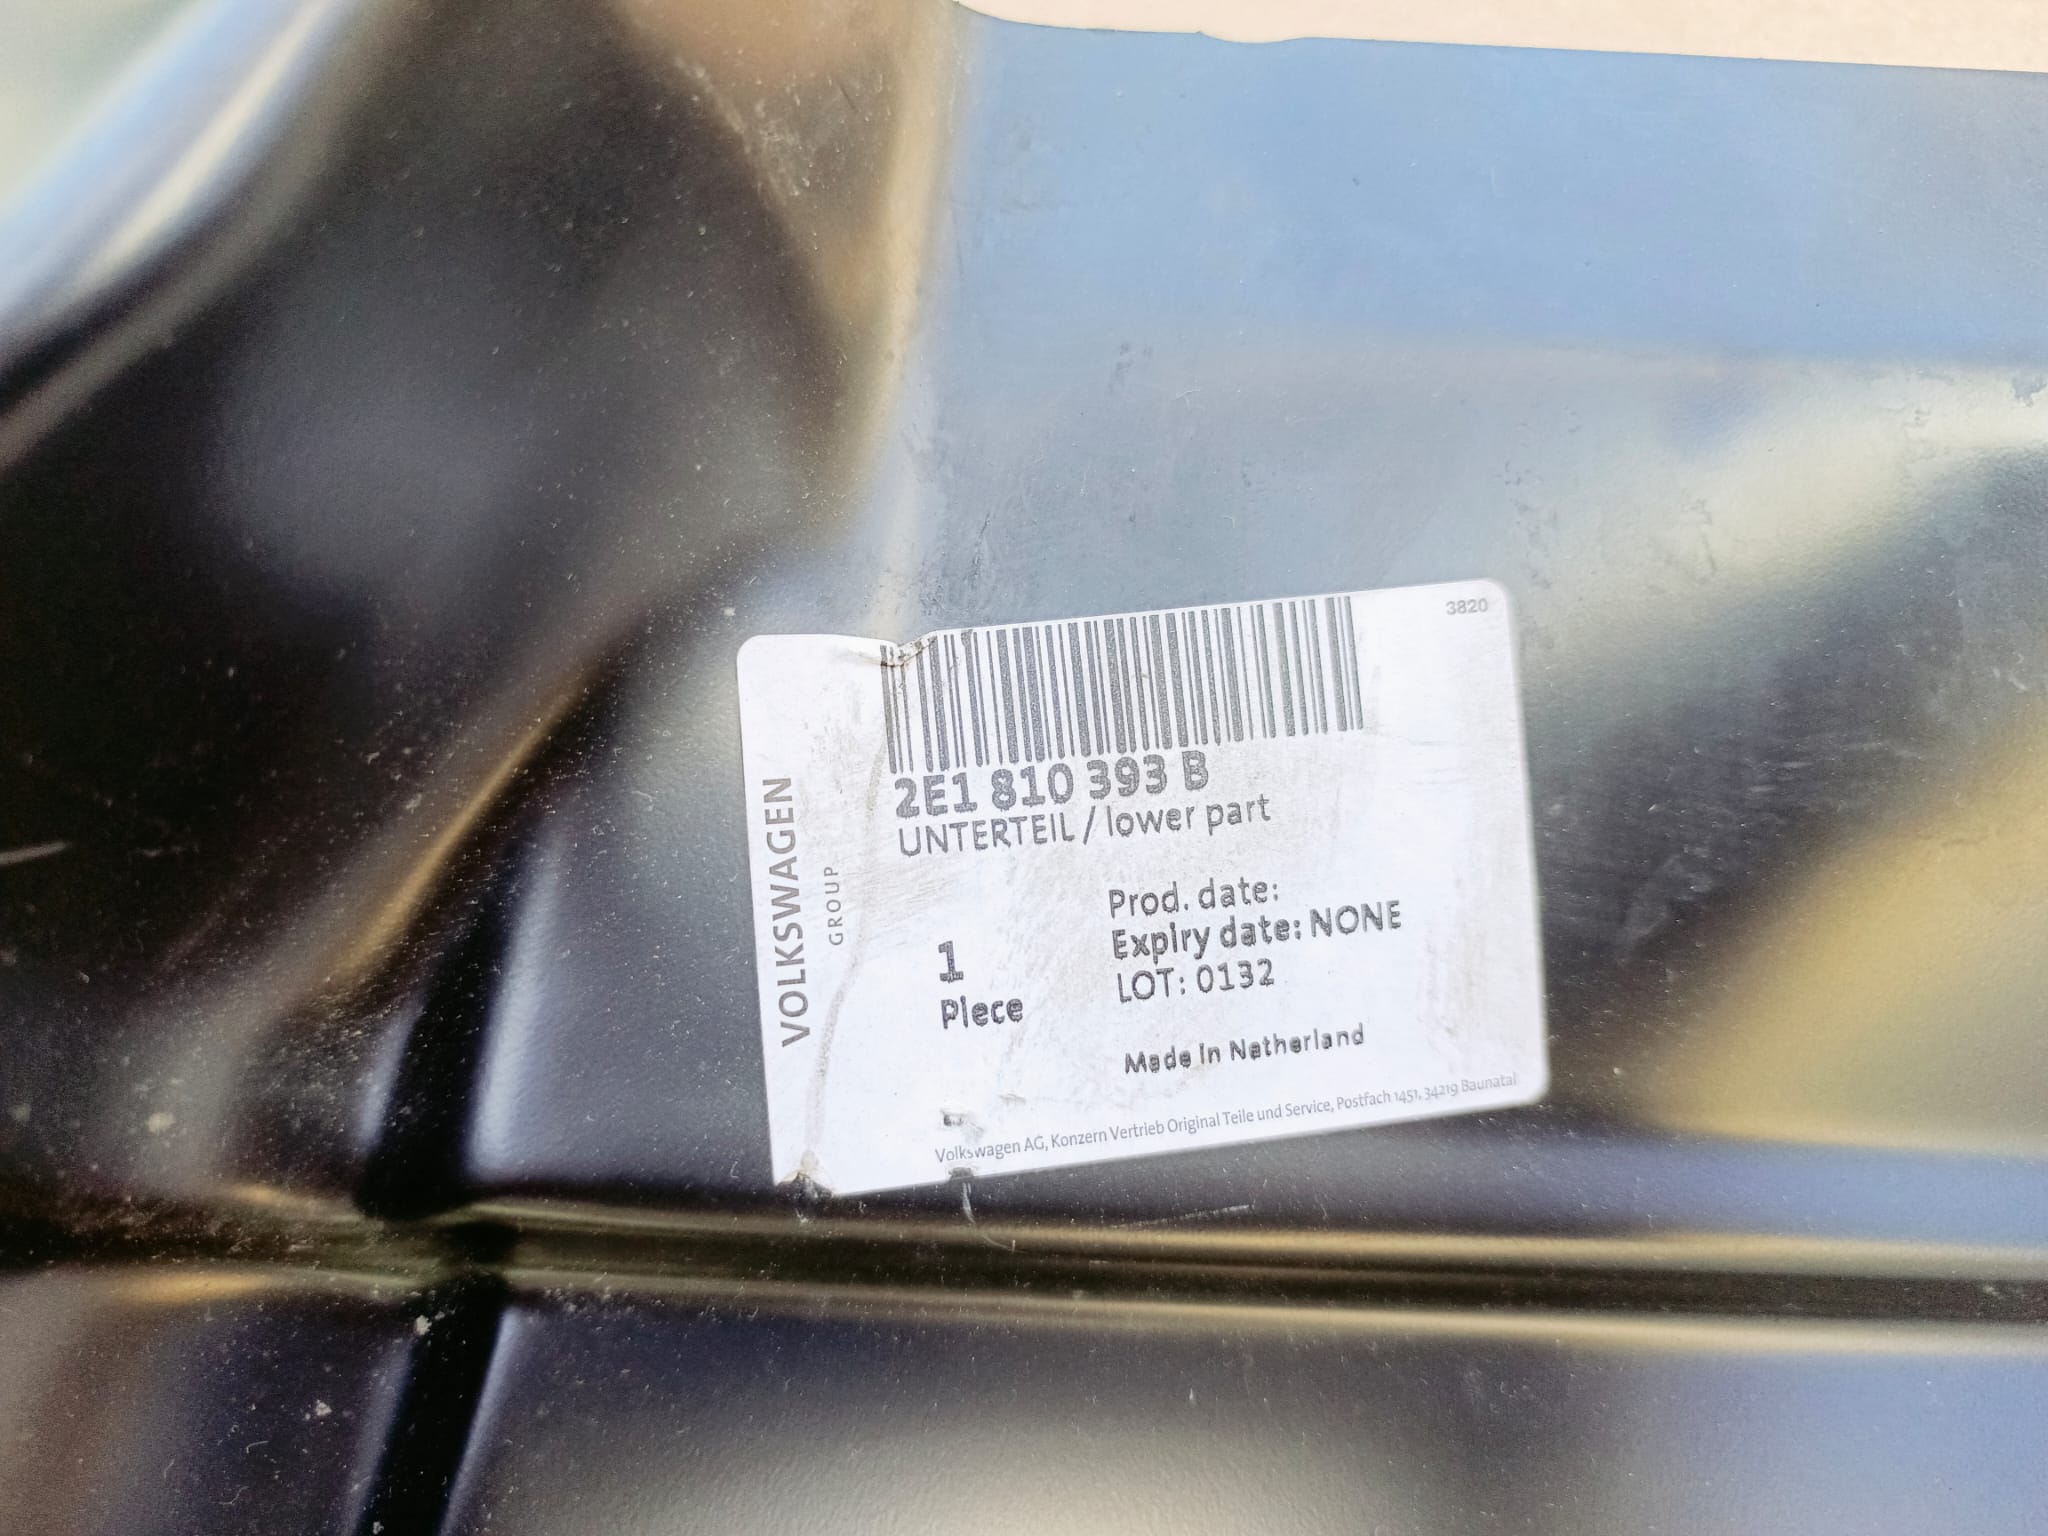 3820
2E1 810 393 B
UNTERTEIL / lower part
VOLKSWAGEN
GROUP
1
Piece
Prod. date:
Expiry date: NONE
LOT: 0132
Made in Netherland
Volkswagen AG, Konzern Vertrieb Original Teile und Service, Postfach 1451, 34219 Baunatal